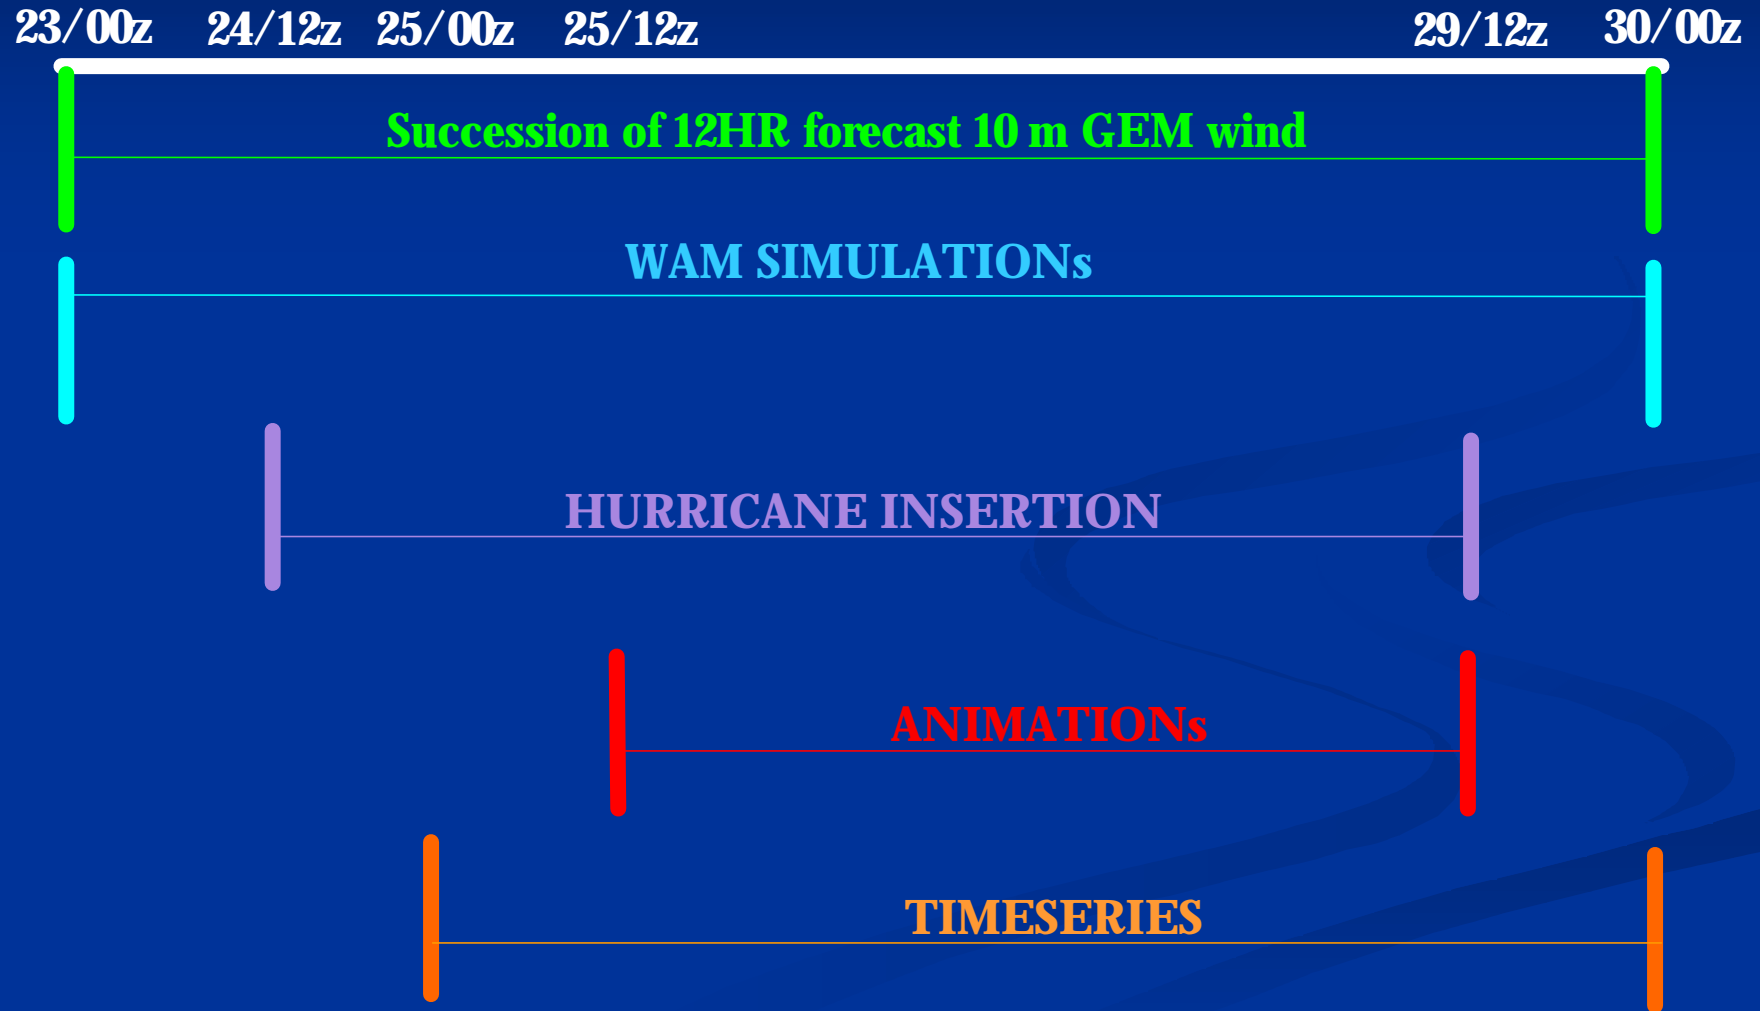 23/00z 24/12z 25/00z 25/12z 29/12z 30/00z
Succession of 12HR forecast 10 m GEM wind
WAM SIMULATIONs
HURRICANE INSERTION
ANIMATIONs
TIMESERIES